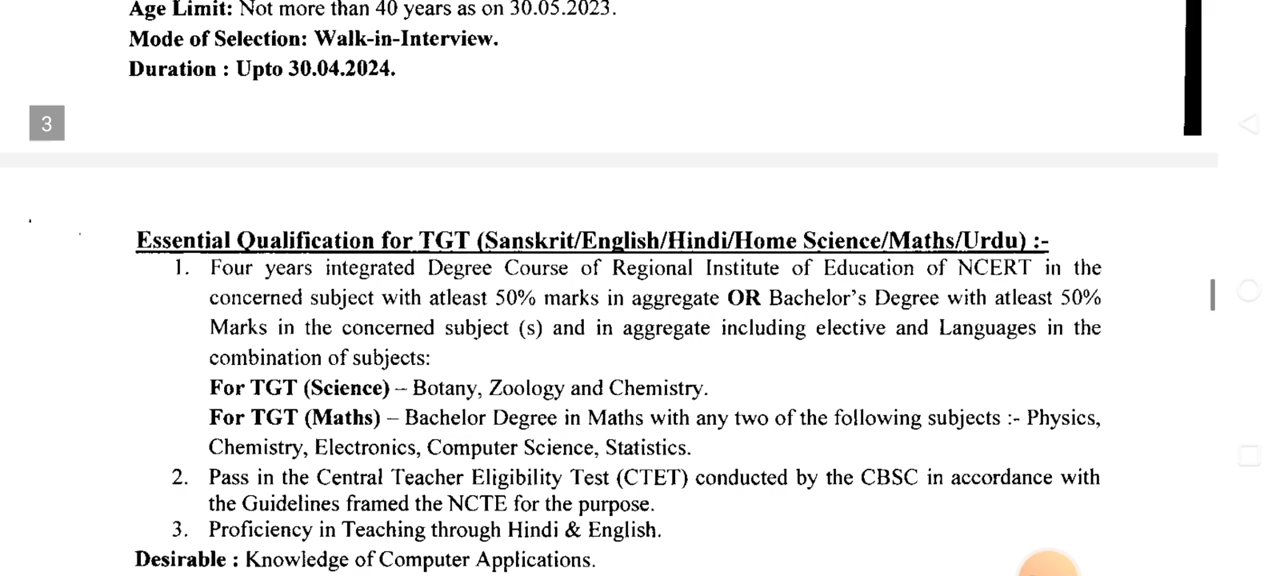 Age Limit: Not more than 40 years as on 30.05.2023.
Mode of Selection: Walk-in-Interview.
Duration : Upto 30.04.2024.
3
Essential Qualification for TGT (Sanskrit/English/Hindi/Home Science/Maths/Urdu) :-
1. Four years integrated Degree Course of Regional Institute of Education of NCERT in the
concerned subject with atleast 50% marks in aggregate OR Bachelor's Degree with atleast 50%
Marks in the concerned subject (s) and in aggregate including elective and Languages in the
combination of subjects:
For TGT (Science) – Botany, Zoology and Chemistry.
For TGT (Maths) – Bachelor Degree in Maths with any two of the following subjects :- Physics,
Chemistry, Electronics, Computer Science, Statistics.
2. Pass in the Central Teacher Eligibility Test (CTET) conducted by the CBSC in accordance with
the Guidelines framed the NCTE for the purpose.
3. Proficiency in Teaching through Hindi & English.
Desirable : Knowledge of Computer Applications.